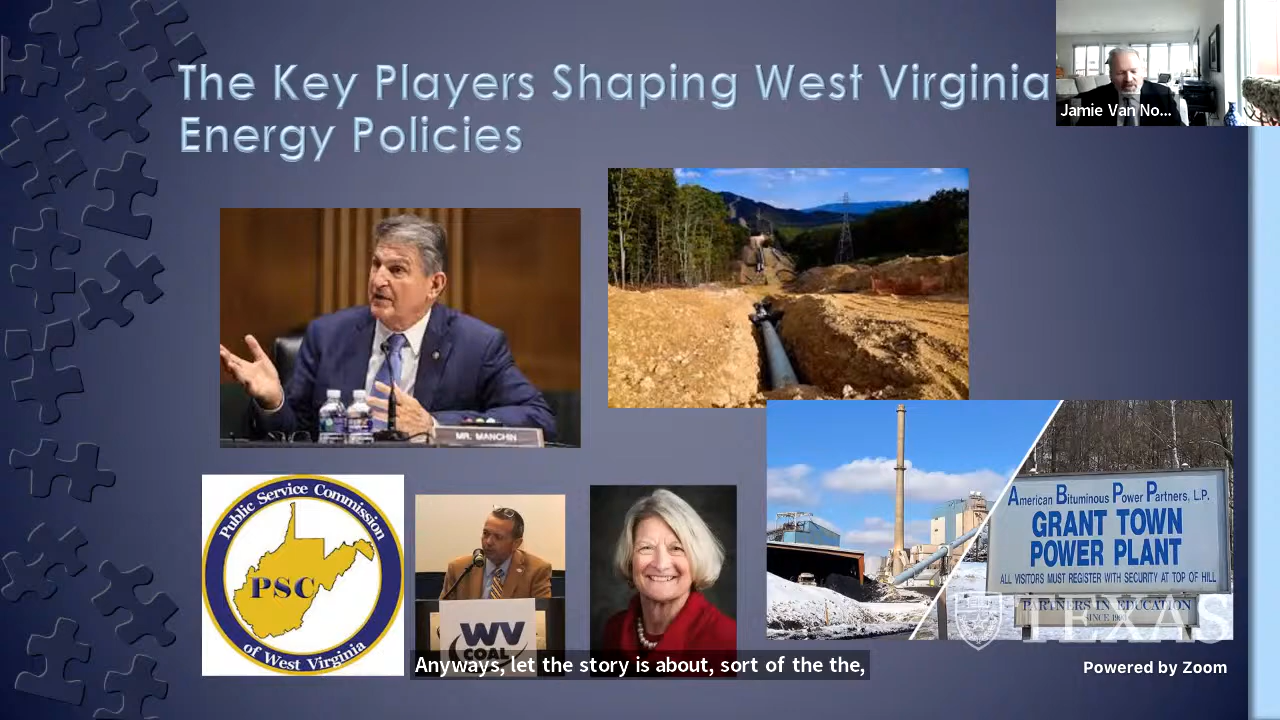 The Key Players Shaping West Virginia
Energy Policies
Jamie Van No...
MR. MANCHIN
Public Service Commission
PSC
of West Virginia
WV
COAL
American Bituminous Power Partners, L.P.
GRANT TOWN
POWER PLANT
ALL VISITORS MUST REGISTER WITH SECURITY AT TOP OF HILL
PARTNERS IN EDUCATION
TEXAS
Anyways, let the story is about, sort of the the,
Powered by Zoom